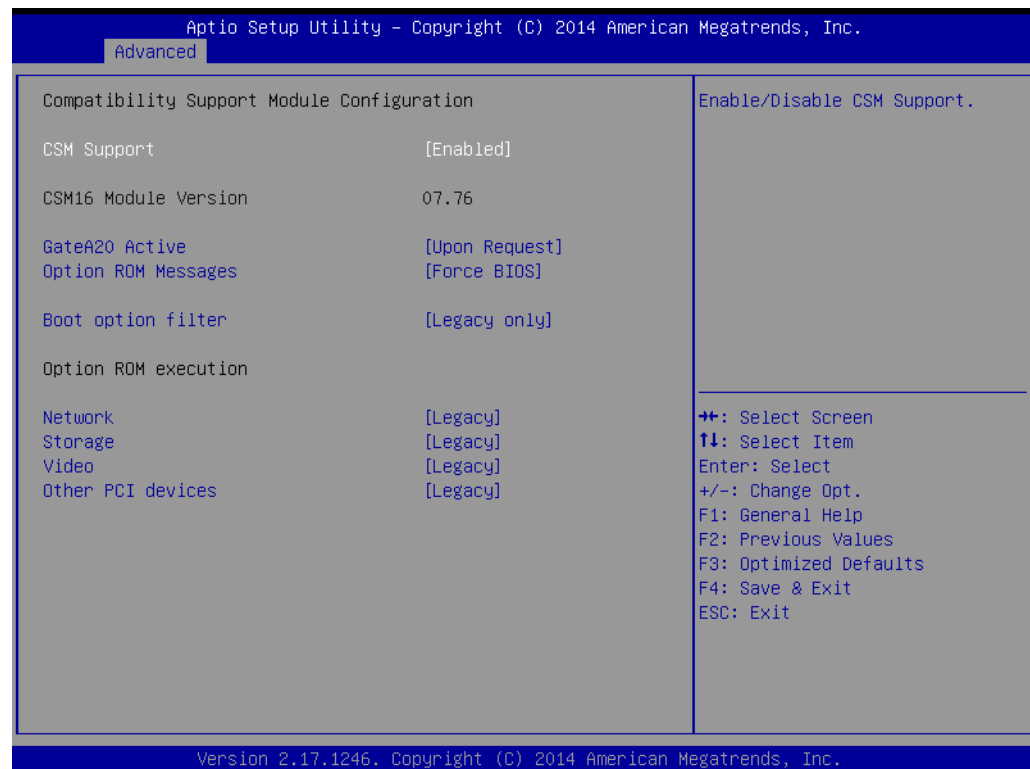 Aptio Setup Utility – Copyright (C) 2014 American Megatrends, Inc.
Advanced
Compatibility Support Module Configuration
CSM Support [Enabled]
CSM16 Module Version 07.76
GateA20 Active [Upon Request]
Option ROM Messages [Force BIOS]
Boot option filter [Legacy only]
Option ROM execution
Network [Legacy]
Storage [Legacy]
Video [Legacy]
Other PCI devices [Legacy]
Enable/Disable CSM Support.
→←: Select Screen
↑↓: Select Item
Enter: Select
+/-: Change Opt.
F1: General Help
F2: Previous Values
F3: Optimized Defaults
F4: Save & Exit
ESC: Exit
Version 2.17.1246. Copyright (C) 2014 American Megatrends, Inc.